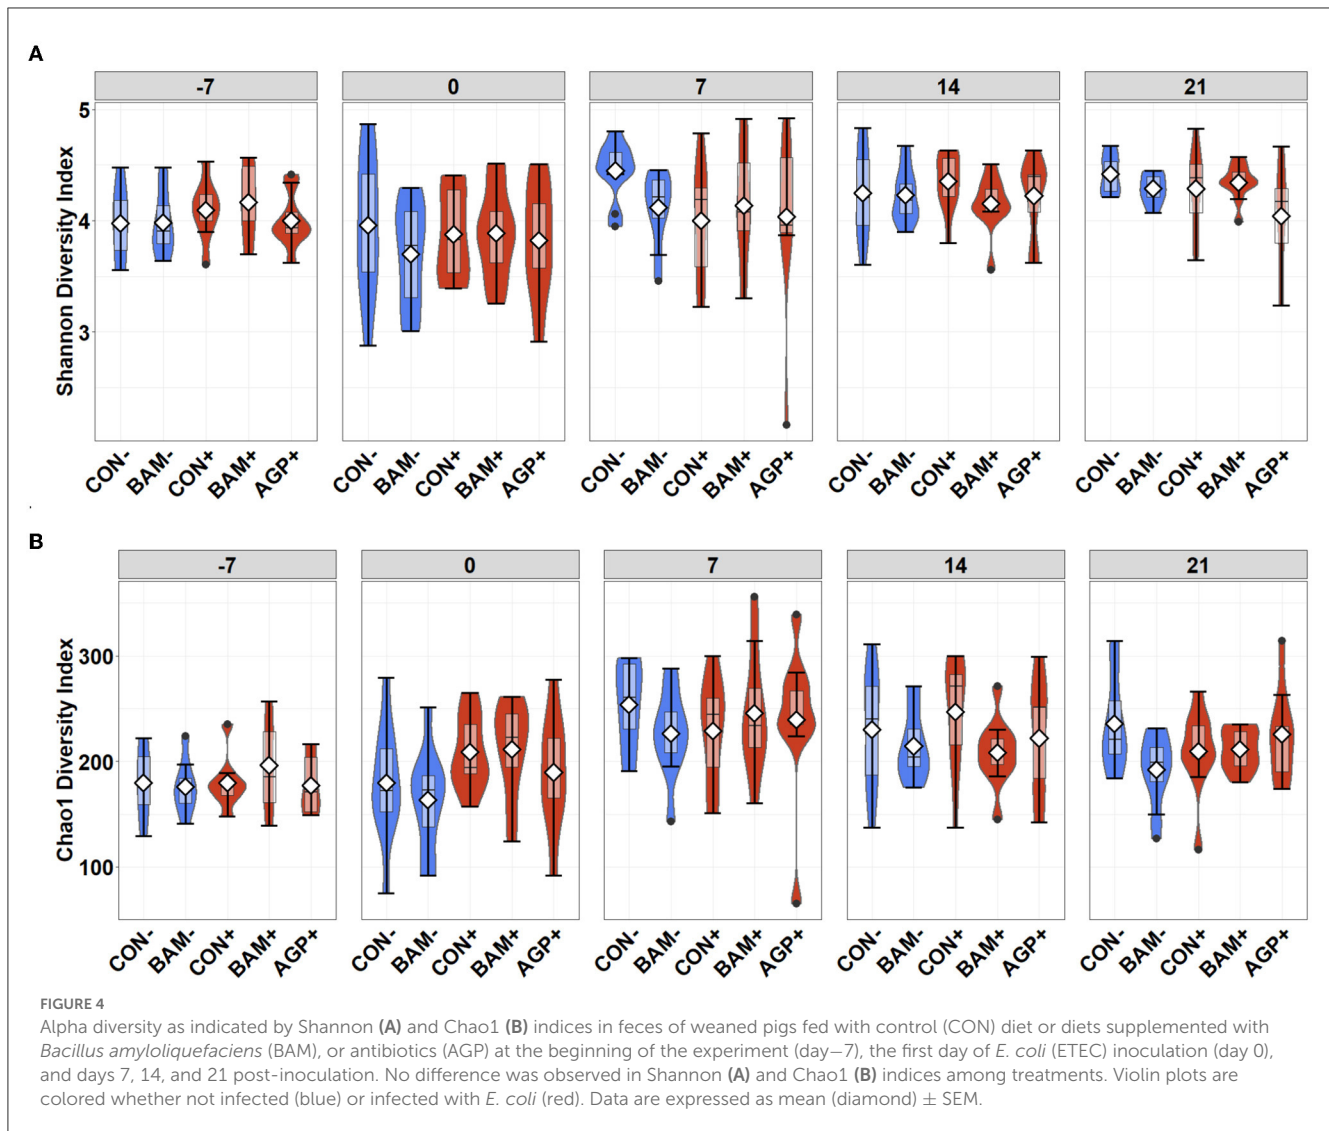 A
-7 0 7 14 21
Shannon Diversity Index
5
4
3
CON- BAM- CON+ BAM+ AGP+ CON- BAM- CON+ BAM+ AGP+ CON- BAM- CON+ BAM+ AGP+ CON- BAM- CON+ BAM+ AGP+ CON- BAM- CON+ BAM+ AGP+
B
-7 0 7 14 21
Chao1 Diversity Index
300
200
100
CON- BAM- CON+ BAM+ AGP+ CON- BAM- CON+ BAM+ AGP+ CON- BAM- CON+ BAM+ AGP+ CON- BAM- CON+ BAM+ AGP+ CON- BAM- CON+ BAM+ AGP+
FIGURE 4
Alpha diversity as indicated by Shannon (A) and Chao1 (B) indices in feces of weaned pigs fed with control (CON) diet or diets supplemented with
Bacillus amyloliquefaciens (BAM), or antibiotics (AGP) at the beginning of the experiment (day−7), the first day of E. coli (ETEC) inoculation (day 0),
and days 7, 14, and 21 post-inoculation. No difference was observed in Shannon (A) and Chao1 (B) indices among treatments. Violin plots are
colored whether not infected (blue) or infected with E. coli (red). Data are expressed as mean (diamond) ± SEM.